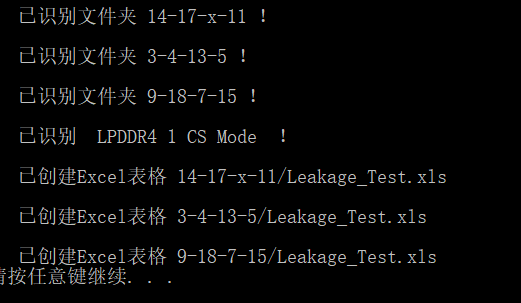 已识别文件夹 14-17-x-11 !
已识别文件夹 3-4-13-5 !
已识别文件夹 9-18-7-15 !
已识别  LPDDR4 1 CS Mode  !
已创建Excel表格 14-17-x-11/Leakage_Test.xls
已创建Excel表格 3-4-13-5/Leakage_Test.xls
已创建Excel表格 9-18-7-15/Leakage_Test.xls
请按任意键继续. . .